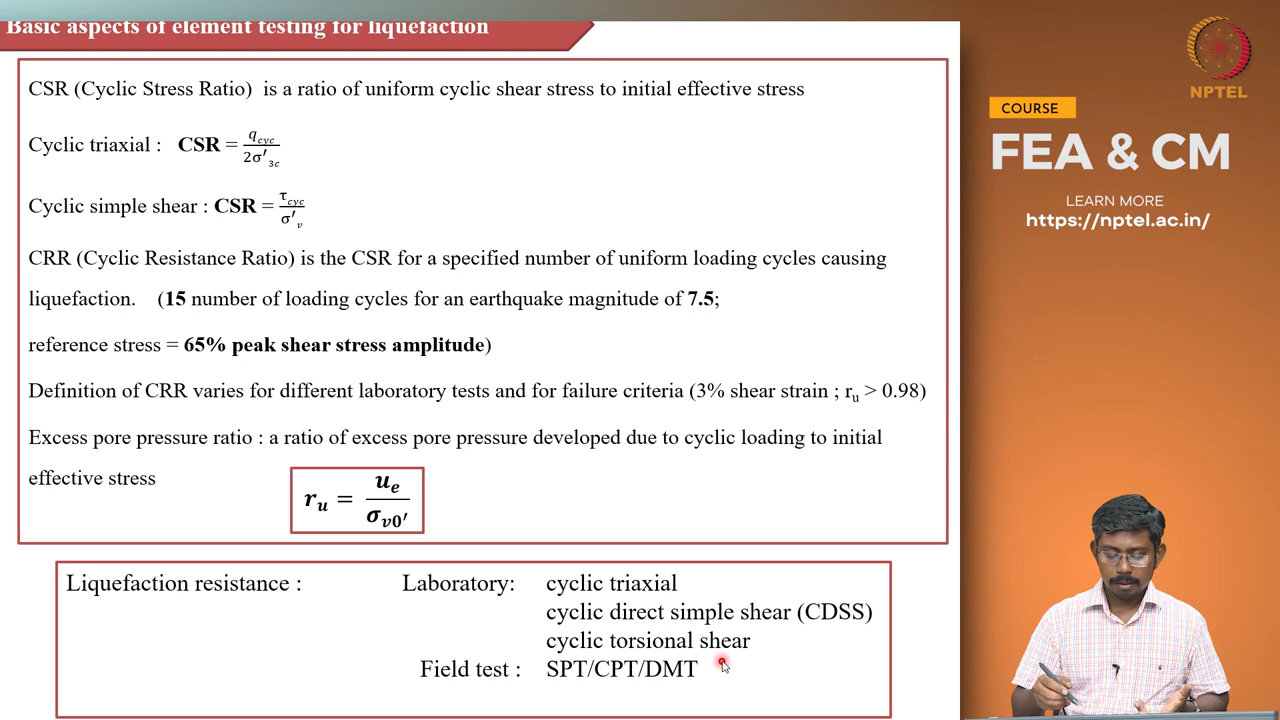 Basic aspects of element testing for liquefaction
CSR (Cyclic Stress Ratio) is a ratio of uniform cyclic shear stress to initial effective stress
Cyclic triaxial : CSR = q_cyc / 2σ′_3c
Cyclic simple shear : CSR = τ_cyc / σ′_v
CRR (Cyclic Resistance Ratio) is the CSR for a specified number of uniform loading cycles causing
liquefaction. (15 number of loading cycles for an earthquake magnitude of 7.5;
reference stress = 65% peak shear stress amplitude)
Definition of CRR varies for different laboratory tests and for failure criteria (3% shear strain ; r_u > 0.98)
Excess pore pressure ratio : a ratio of excess pore pressure developed due to cyclic loading to initial
effective stress
r_u = u_e / σ_v0′
Liquefaction resistance : Laboratory: cyclic triaxial
cyclic direct simple shear (CDSS)
cyclic torsional shear
Field test : SPT/CPT/DMT
NPTEL
COURSE
FEA & CM
LEARN MORE
https://nptel.ac.in/